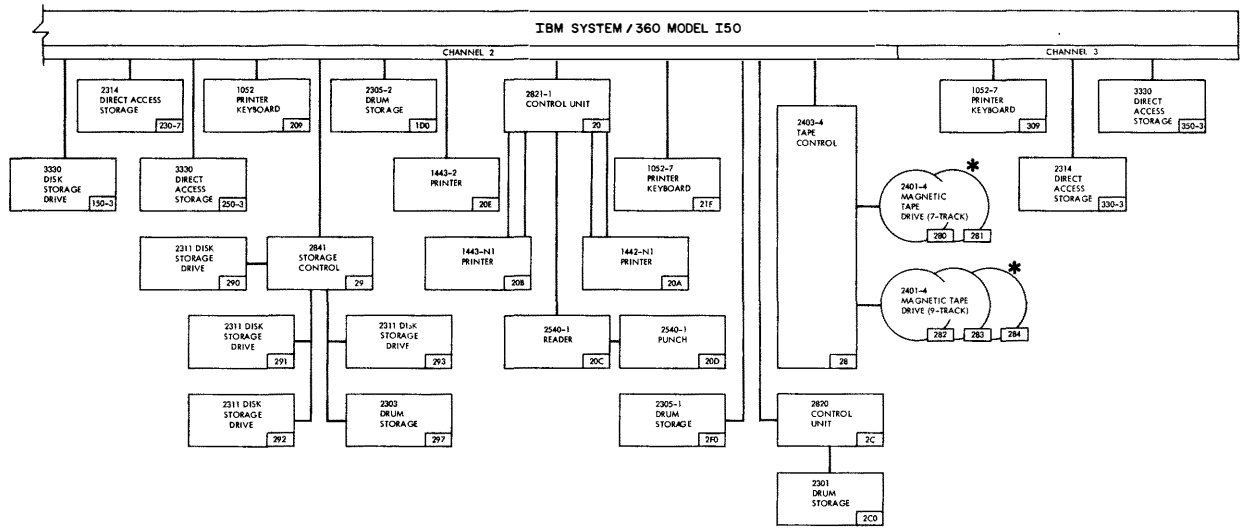 IBM SYSTEM/360 MODEL I50
CHANNEL 2
CHANNEL 3
2314
DIRECT ACCESS
STORAGE
230-7
1052
PRINTER
KEYBOARD
209
2305-2
DRUM
STORAGE
1D0
2821-1
CONTROL UNIT
20
2403-4
TAPE
CONTROL
28
1052-7
PRINTER
KEYBOARD
309
3330
DIRECT
ACCESS
STORAGE
350-3
3330
DISK
STORAGE
DRIVE
150-3
3330
DIRECT
ACCESS
STORAGE
250-3
1443-2
PRINTER
20E
1052-7
PRINTER
KEYBOARD
21F
2401-4
MAGNETIC
TAPE
DRIVE (7-TRACK)
280
281
*
2314
DIRECT
ACCESS
STORAGE
330-3
2311 DISK
STORAGE
DRIVE
290
2841
STORAGE
CONTROL
29
1443-N1
PRINTER
20B
1442-N1
PRINTER
20A
2401-4
MAGNETIC TAPE
DRIVE (9-TRACK)
282
283
284
*
2311 DISK
STORAGE
DRIVE
291
2311 DISK
STORAGE
DRIVE
293
2540-1
READER
20C
2540-1
PUNCH
20D
2311 DISK
STORAGE
DRIVE
292
2303
DRUM
STORAGE
297
2305-1
DRUM
STORAGE
2F0
2820
CONTROL
UNIT
2C
2301
DRUM
STORAGE
2C0